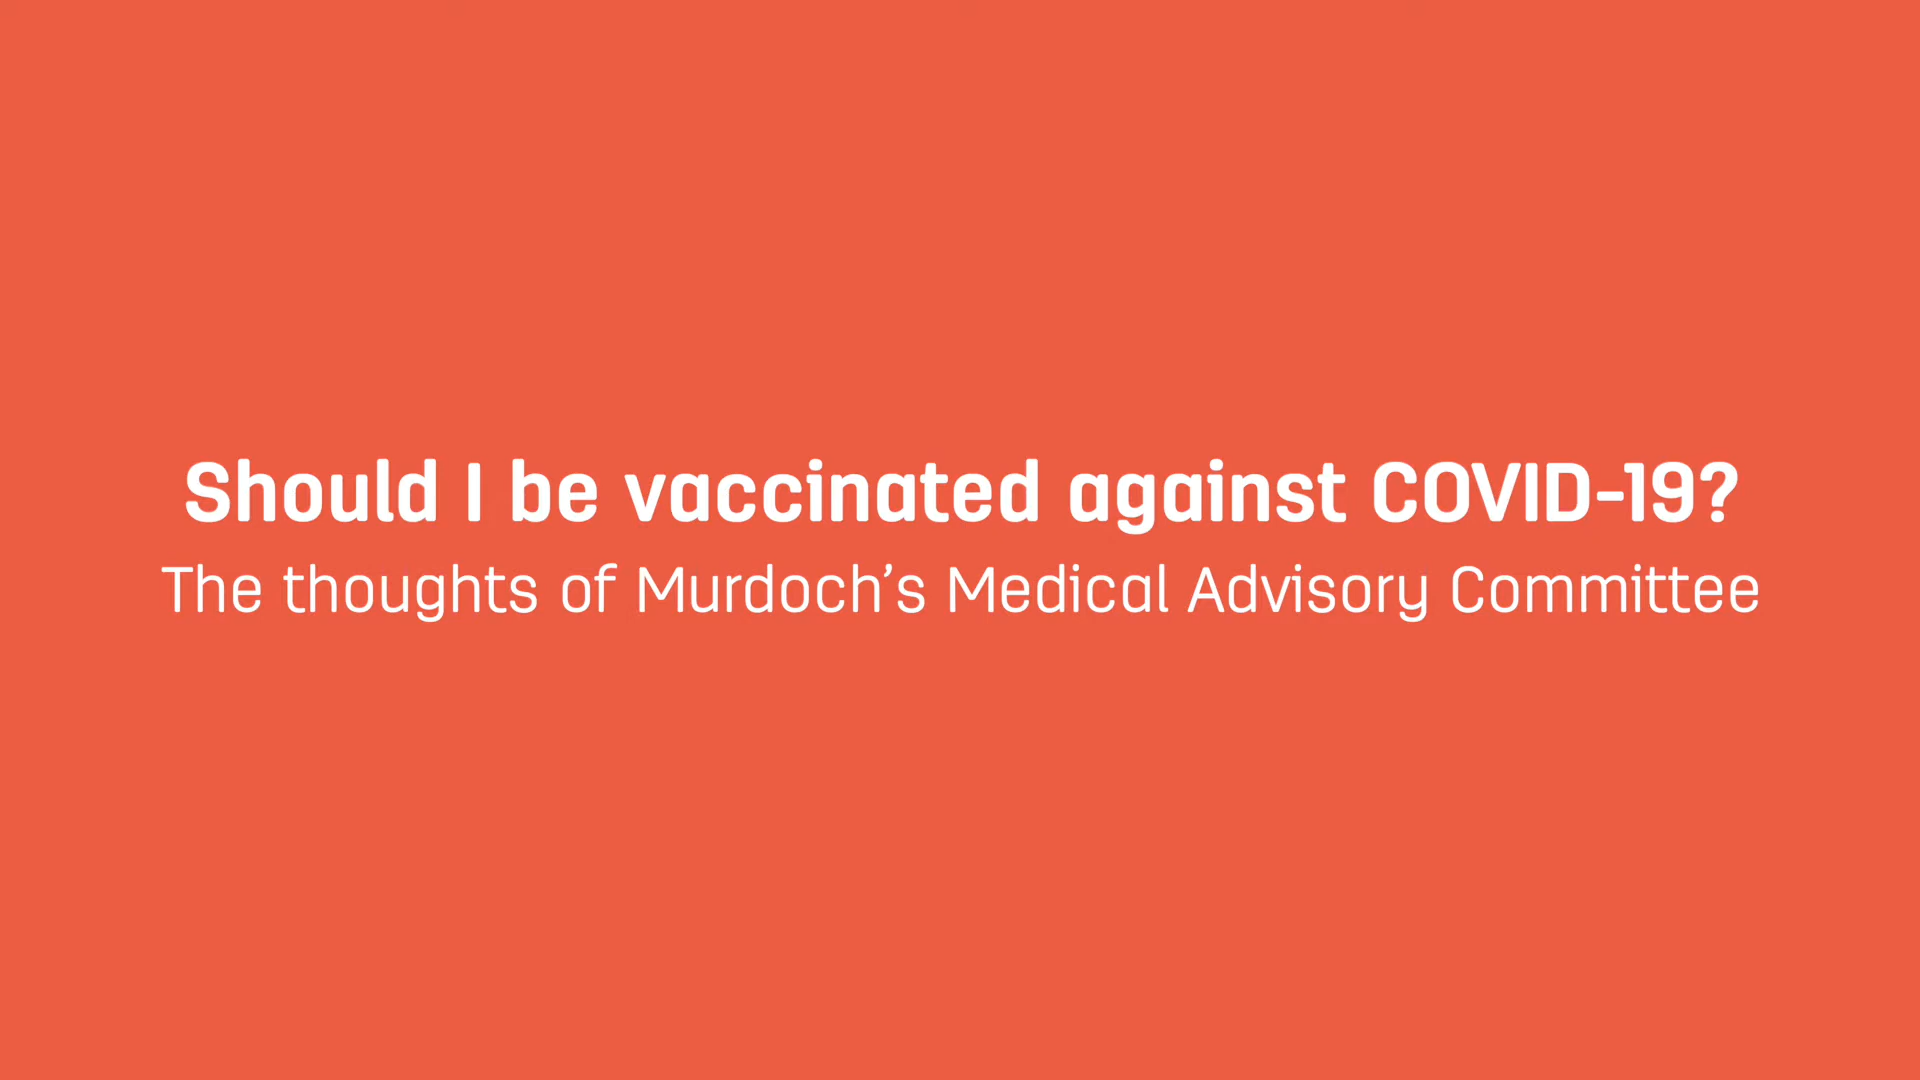 Should I be vaccinated against COVID-19?
The thoughts of Murdoch’s Medical Advisory Committee